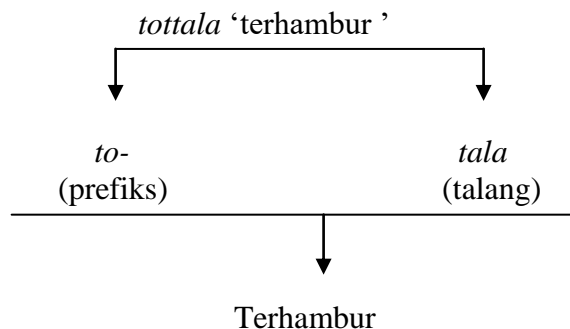 tottala ‘terhambur ’
to- tala
(prefiks) (talang)
Terhambur